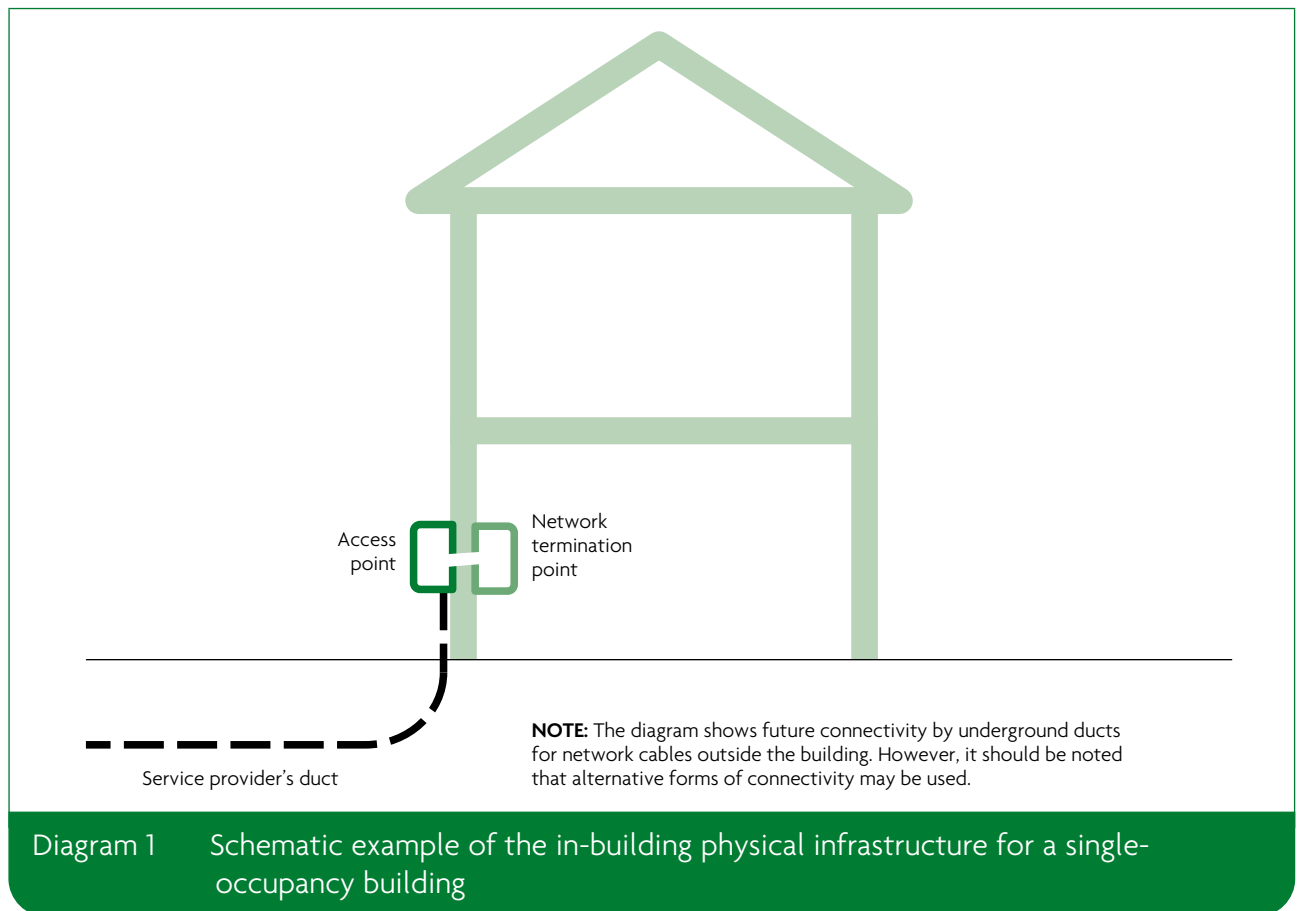 Access
point
Network
termination
point
Service provider’s duct
NOTE: The diagram shows future connectivity by underground ducts
for network cables outside the building. However, it should be noted
that alternative forms of connectivity may be used.
Diagram 1 Schematic example of the in-building physical infrastructure for a single-
occupancy building